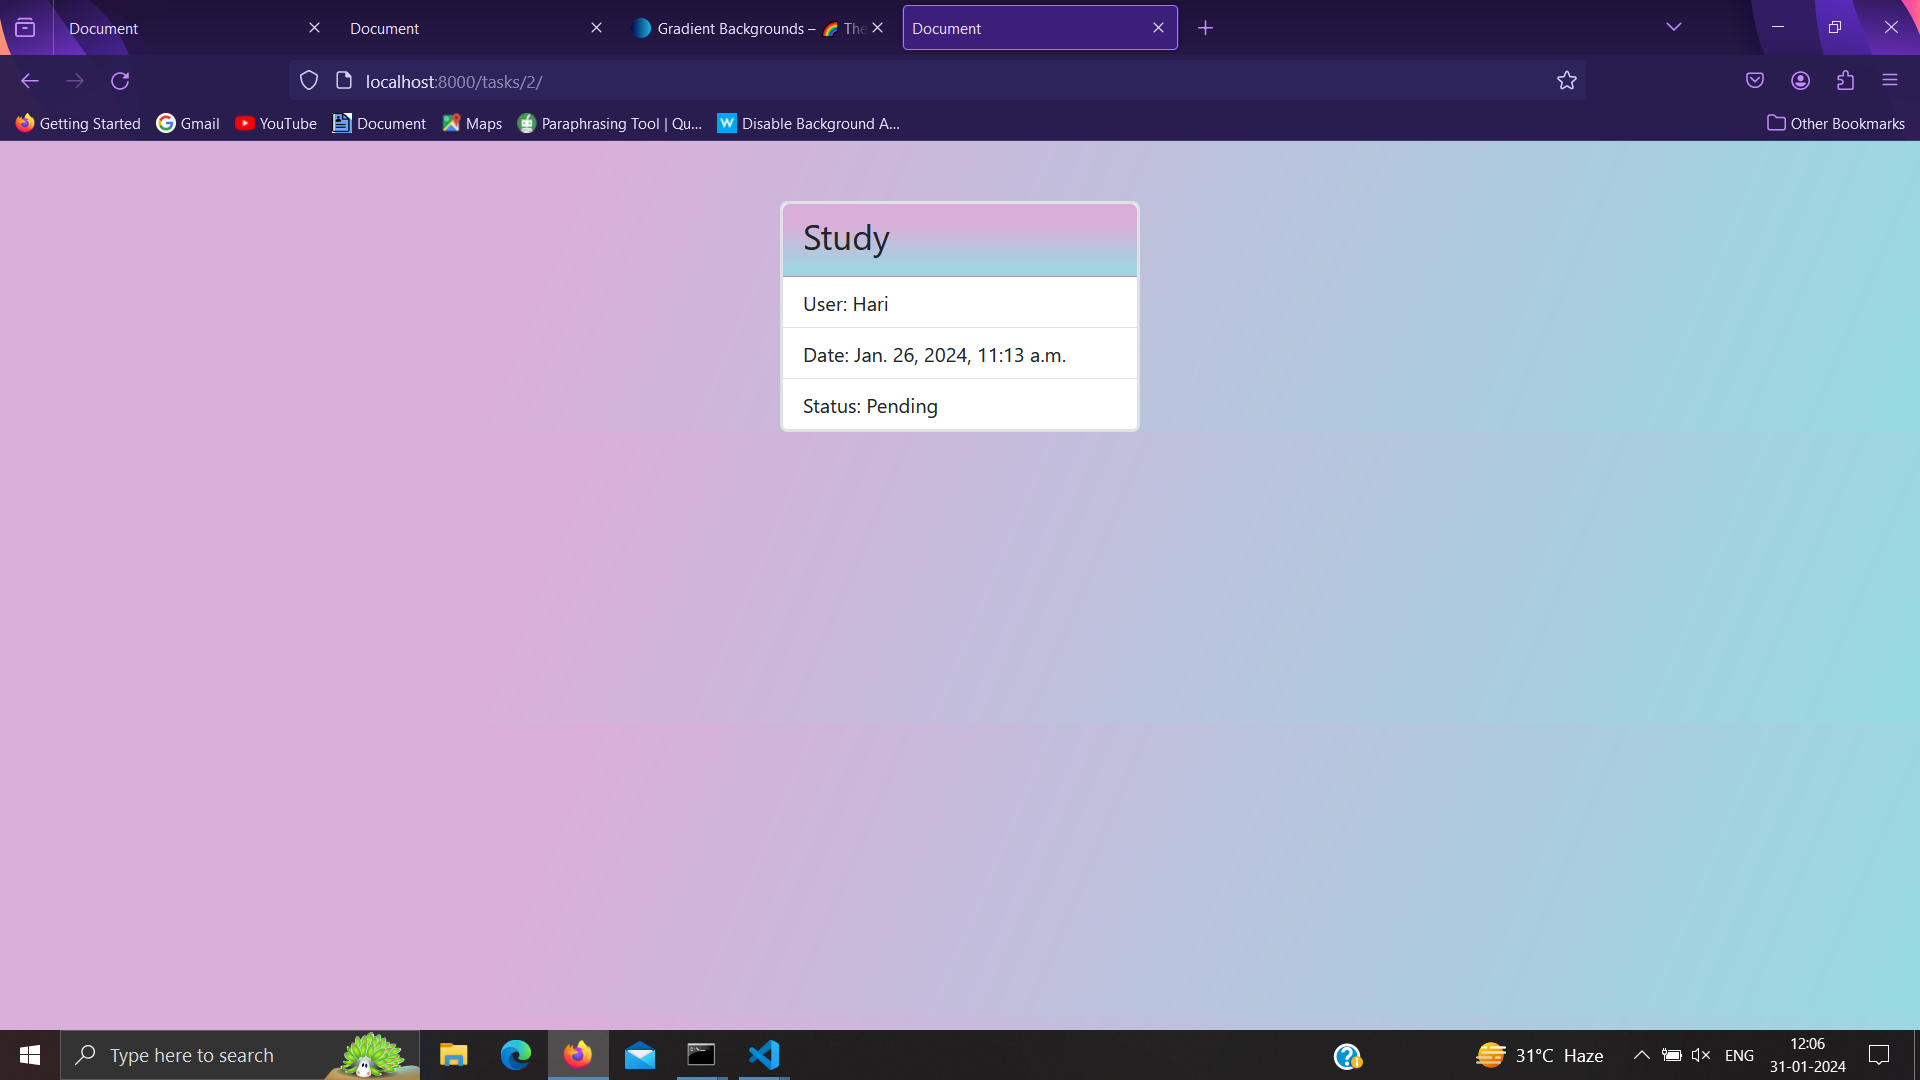 Document
Document
Gradient Backgrounds – 🌈 The
Document
localhost:8000/tasks/2/
Getting Started
Gmail
YouTube
Document
Maps
Paraphrasing Tool | Qu...
Disable Background A...
Other Bookmarks
Study
User: Hari
Date: Jan. 26, 2024, 11:13 a.m.
Status: Pending
Type here to search
31°C Haze
ENG
12:06
31-01-2024